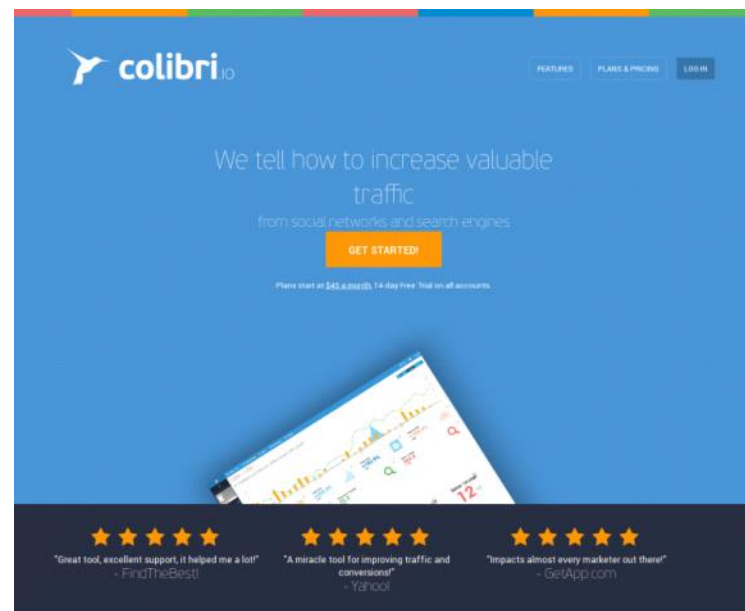 colibri.io
FEATURES
PLANS & PRICING
LOG IN
We tell how to increase valuable
traffic
from social networks and search engines
GET STARTED!
Plans start at $45 a month, 14-day Free Trial on all accounts.
12
"Great tool, excellent support, it helped me a lot!"
- FindTheBest!
"A miracle tool for improving traffic and
conversions!"
- Yahoo!
"Impacts almost every marketer out there!"
- GetApp.com